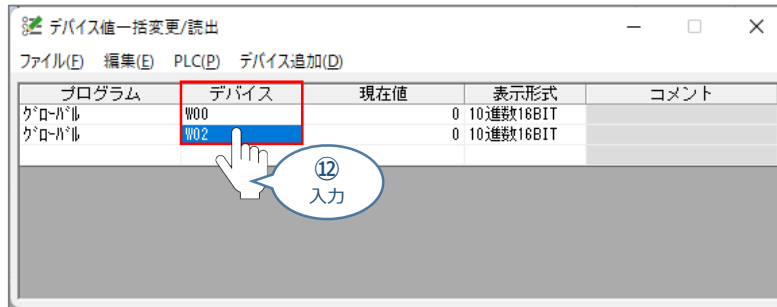 デバイス値一括変更/読出
ファイル(F) 編集(E) PLC(P) デバイス追加(D)
プログラム デバイス 現在値 表示形式 コメント
グローバル W00 0 10進数16BIT
グローバル W02 0 10進数16BIT
⑫
入力